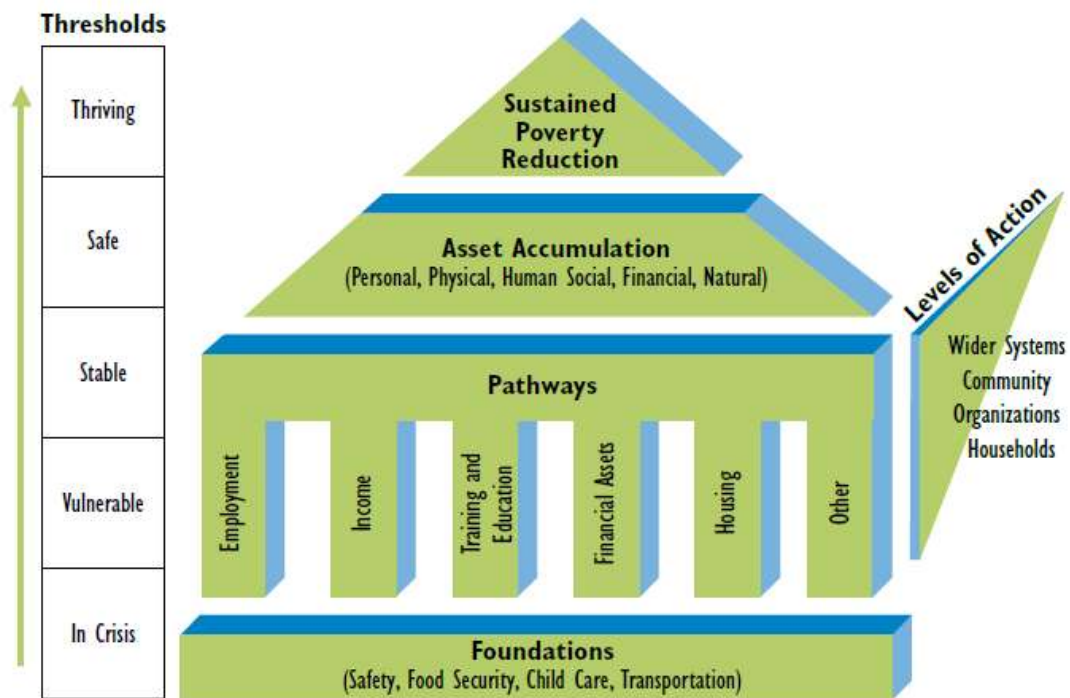 Thresholds
Thriving
Safe
Stable
Vulnerable
In Crisis
Sustained
Poverty
Reduction
Asset Accumulation
(Personal, Physical, Human Social, Financial, Natural)
Pathways
Employment
Income
Training and
Education
Financial Assets
Housing
Other
Foundations
(Safety, Food Security, Child Care, Transportation)
Levels of Action
Wider Systems
Community
Organizations
Households